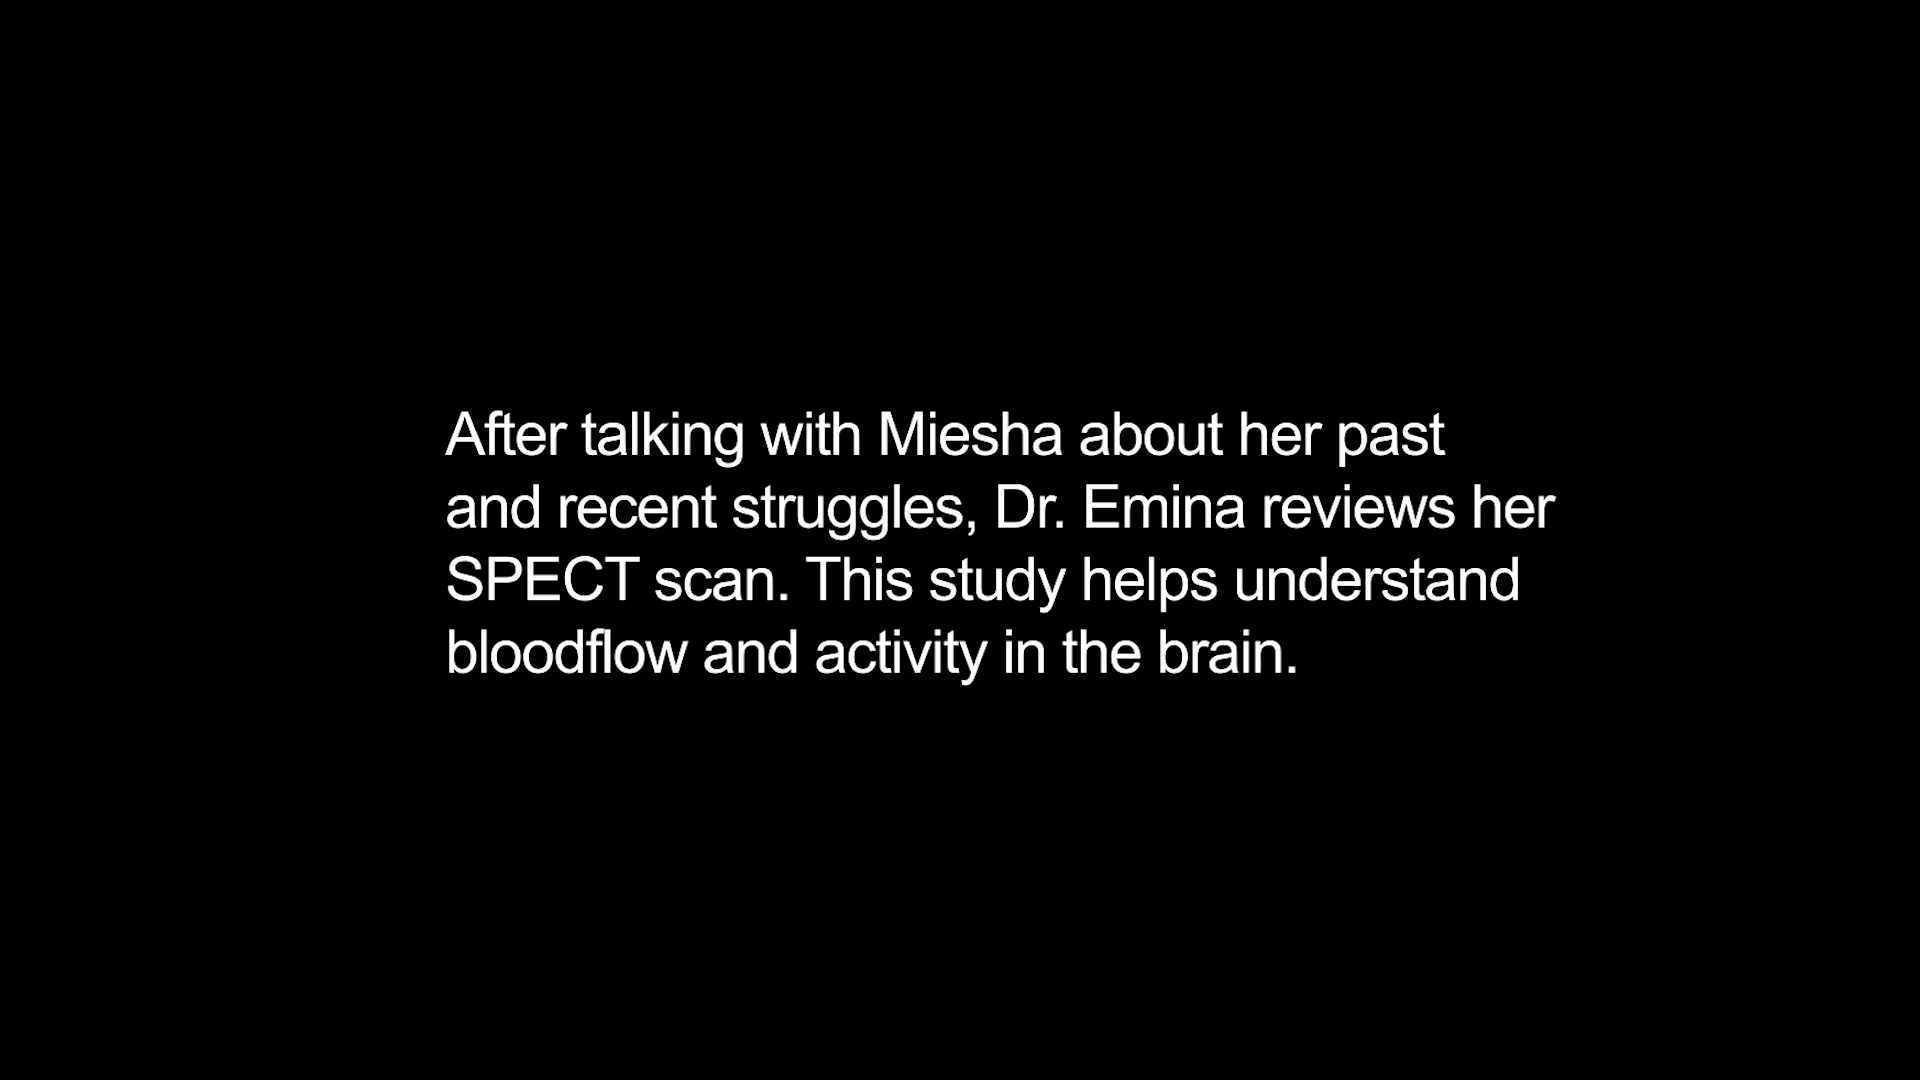 After talking with Miesha about her past
and recent struggles, Dr. Emina reviews her
SPECT scan. This study helps understand
bloodflow and activity in the brain.